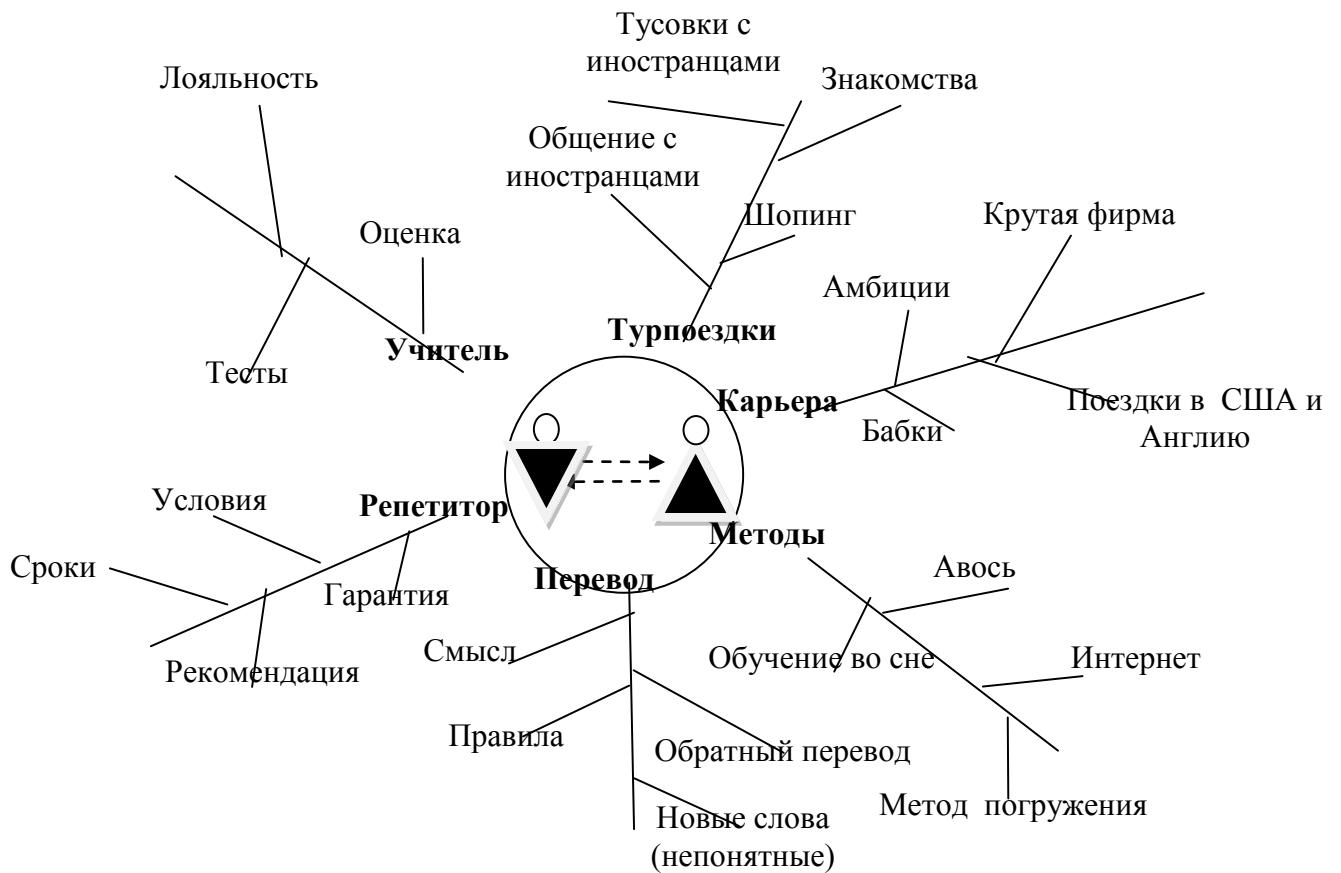 Тусовки с
иностранцами
Лояльность
Знакомства
Общение с
иностранцами
Шопинг
Крутая фирма
Оценка
Амбиции
Турпоездки
Учитель
Тесты
Карьера
Поездки в США и
Англию
Бабки
Условия
Репетитор
Методы
Сроки
Авось
Перевод
Гарантия
Смысл
Обучение во сне
Интернет
Рекомендация
Правила
Обратный перевод
Метод погружения
Новые слова
(непонятные)